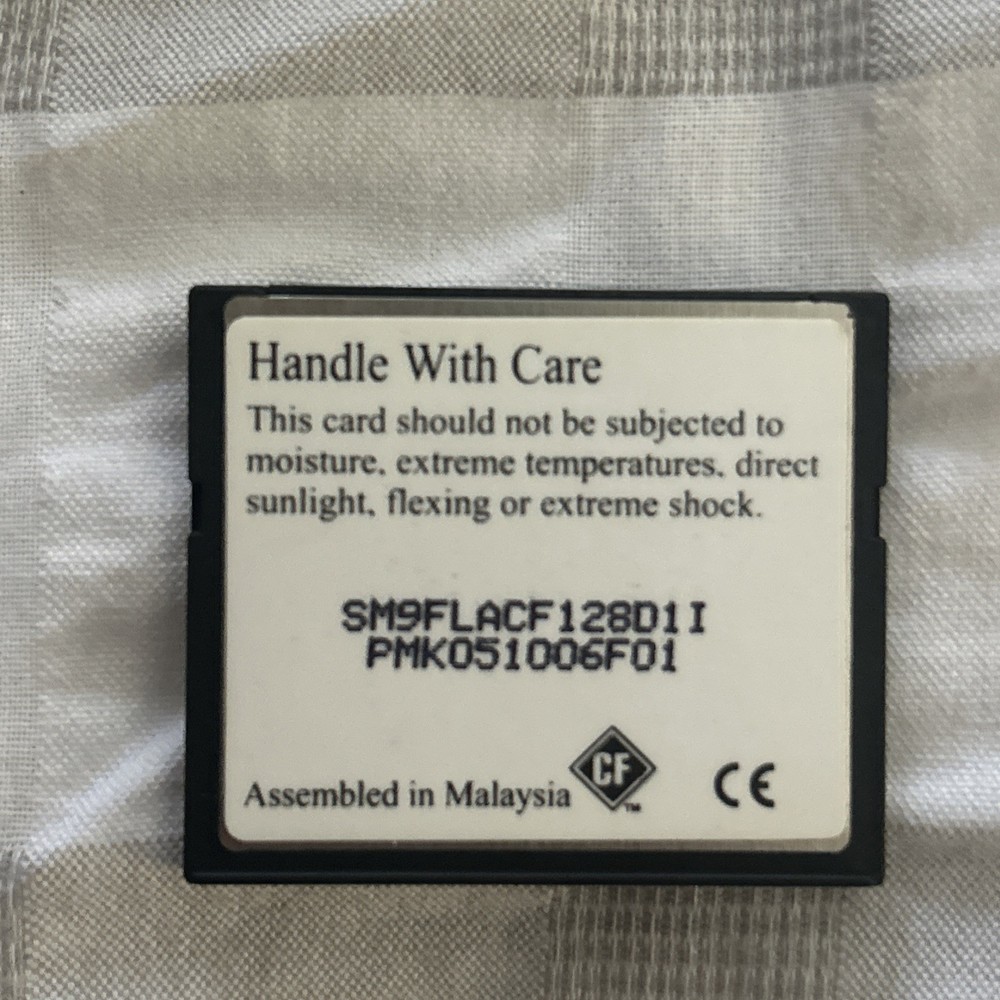 Handle With Care
This card should not be subjected to
moisture, extreme temperatures, direct
sunlight, flexing or extreme shock.
SM9FLACF128D1I
PMK051006F01
CF
TM
Assembled in Malaysia
CE